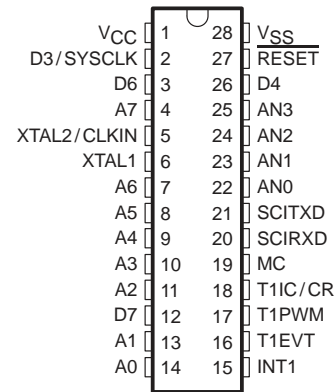 VCC 1 28 VSS
D3/SYSCLK 2 27 RESET
D6 3 26 D4
A7 4 25 AN3
XTAL2/CLKIN 5 24 AN2
XTAL1 6 23 AN1
A6 7 22 AN0
A5 8 21 SCITXD
A4 9 20 SCIRXD
A3 10 19 MC
A2 11 18 T1IC/CR
D7 12 17 T1PWM
A1 13 16 T1EVT
A0 14 15 INT1